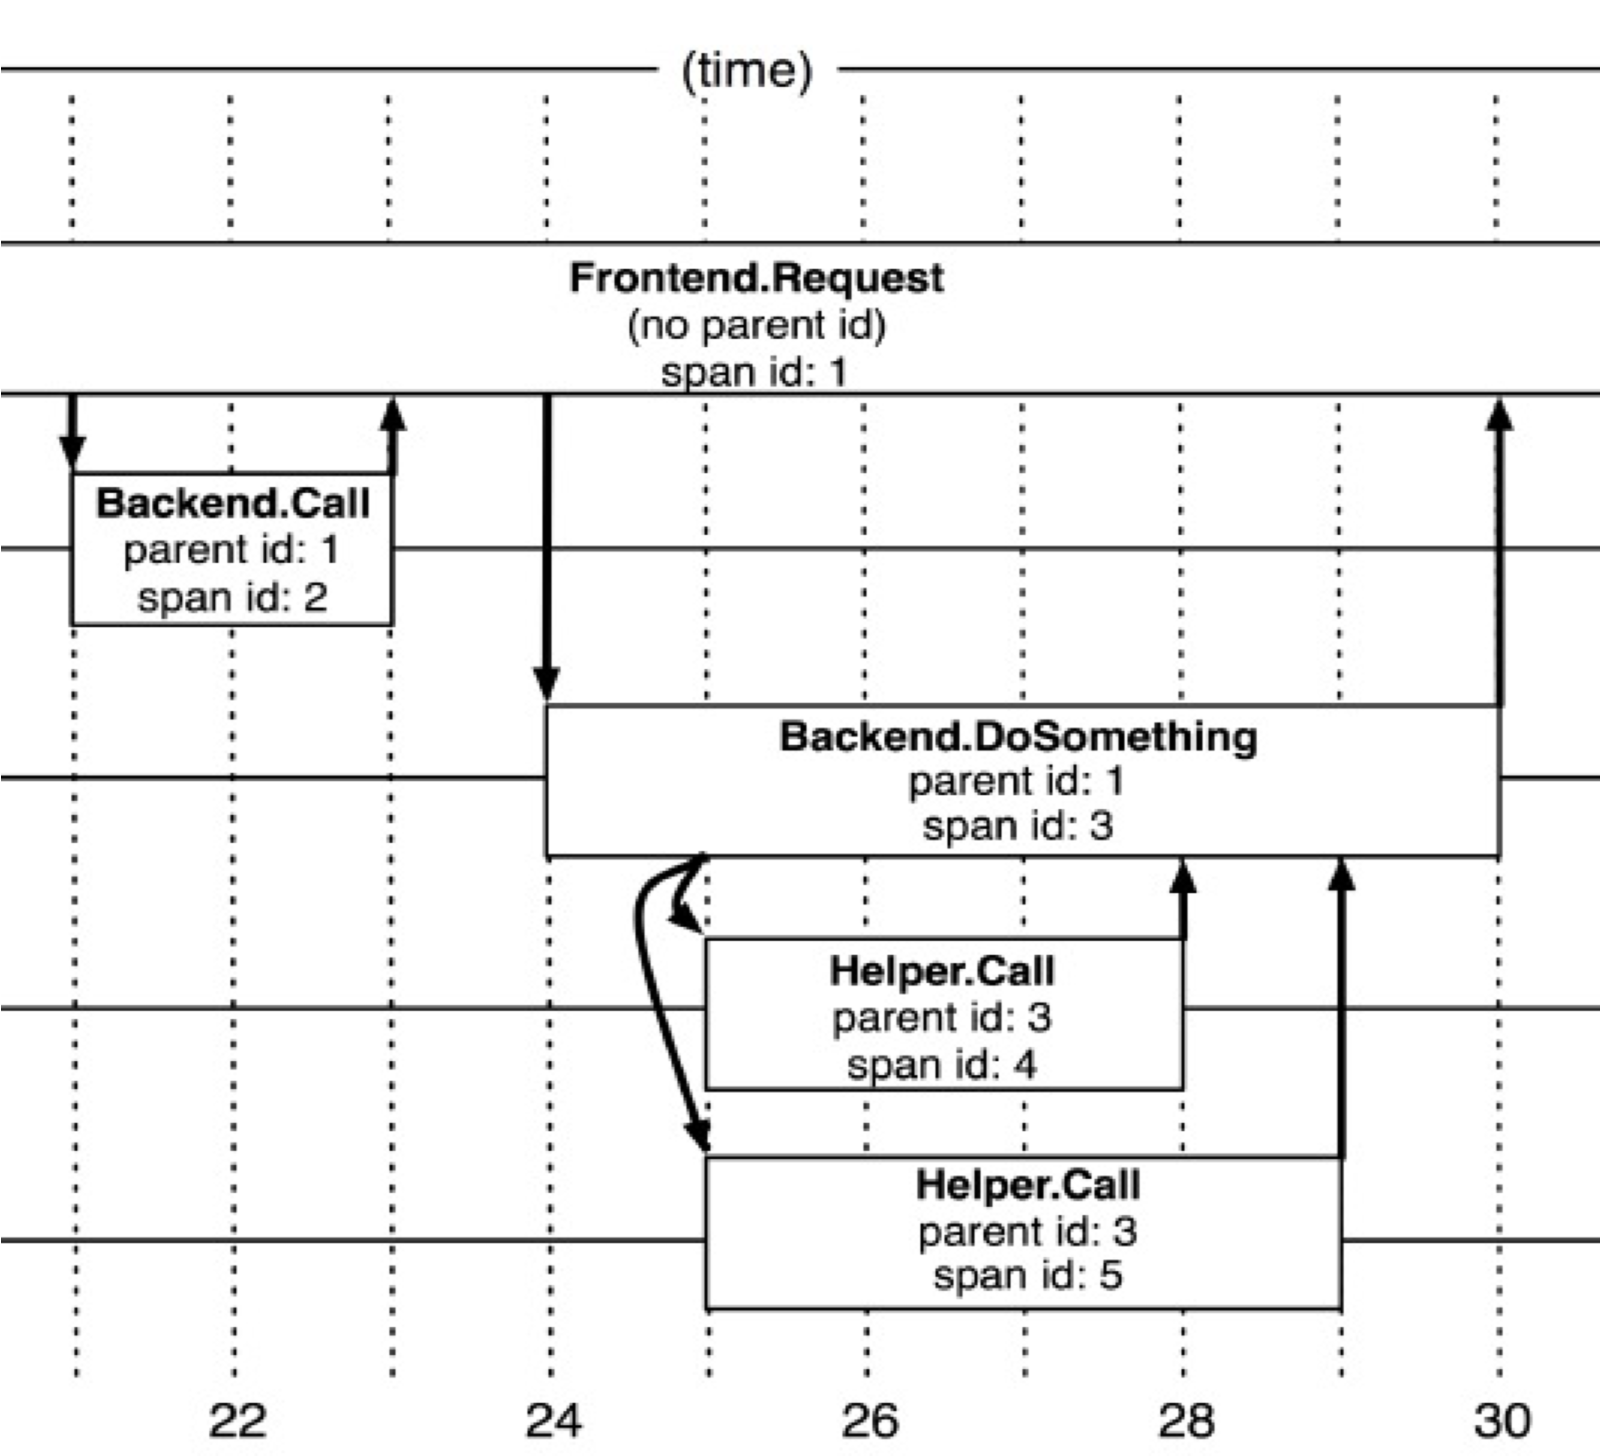 (time)
Frontend.Request
(no parent id)
span id: 1
Backend.Call
parent id: 1
span id: 2
Backend.DoSomething
parent id: 1
span id: 3
Helper.Call
parent id: 3
span id: 4
Helper.Call
parent id: 3
span id: 5
22 24 26 28 30